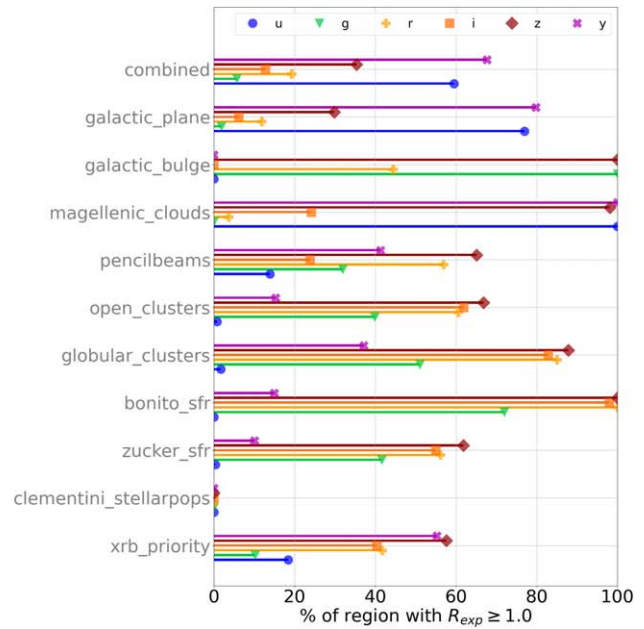 u g r i z y
combined
galactic_plane
galactic_bulge
magellenic_clouds
pencilbeams
open_clusters
globular_clusters
bonito_sfr
zucker_sfr
clementini_stellarpops
xrb_priority
0 20 40 60 80 100
% of region with R_exp ≥ 1.0